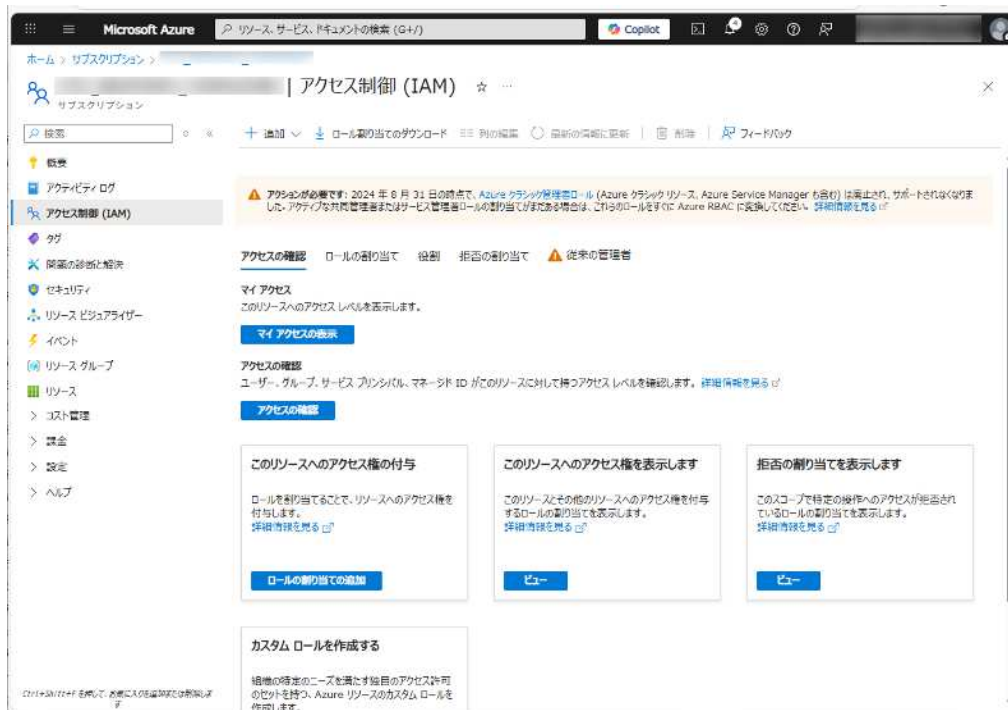 Microsoft Azure
リソース、サービス、ドキュメントの検索 (G+/)
Copilot
4
ホーム > サブスクリプション >
| アクセス制御 (IAM)
サブスクリプション
検索
追加
ロール割り当てのダウンロード
列の編集
最新の情報に更新
削除
フィードバック
概要
アクティビティ ログ
アクセス制御 (IAM)
タグ
問題の診断と解決
セキュリティ
リソース ビジュアライザー
イベント
リソース グループ
リソース
コスト管理
課金
設定
ヘルプ
アクションが必要です: 2024 年 8 月 31 日の時点で、Azure クラシック管理者ロール (Azure クラシック リソース、Azure Service Manager も含む) は廃止され、サポートされなくなりま
した。アクティブな共同管理者またはサービス管理者ロールの割り当てがまだある場合は、これらのロールをすぐに Azure RBAC に変換してください。詳細情報を見る
アクセスの確認 ロールの割り当て 役割 拒否の割り当て 従来の管理者
マイ アクセス
このリソースへのアクセス レベルを表示します。
マイ アクセスの表示
アクセスの確認
ユーザー、グループ、サービス プリンシパル、マネージド ID がこのリソースに対して持つアクセス レベルを確認します。詳細情報を見る
アクセスの確認
このリソースへのアクセス権の付与
ロールを割り当てることで、リソースへのアクセス権を
付与します。
詳細情報を見る
ロールの割り当ての追加
このリソースへのアクセス権を表示します
このリソースとその他のリソースへのアクセス権を付与
するロールの割り当てを表示します。
詳細情報を見る
ビュー
拒否の割り当てを表示します
このスコープで特定の操作へのアクセスが拒否され
ているロールの割り当てを表示します。
詳細情報を見る
ビュー
カスタム ロールを作成する
組織の特定のニーズを満たす独自のアクセス許可
のセットを持つ、Azure リソースのカスタム ロールを
作成します。
Ctrl+Shift+F を押して、お気に入りを追加または削除しま
す